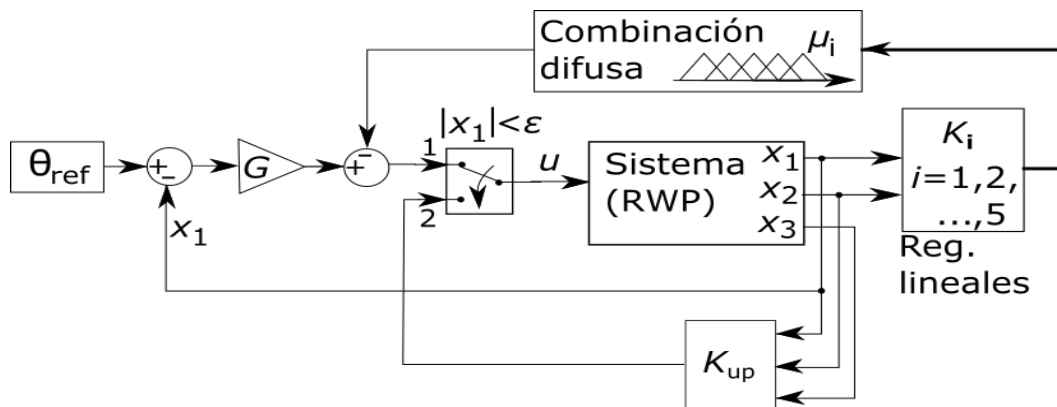 Combinación
difusa
μi
|x1|<ε
θref
+
-
G
+
-
1
2
u
Sistema
(RWP)
x1
x2
x3
Ki
i=1,2,
...,5
Reg.
lineales
x1
Kup